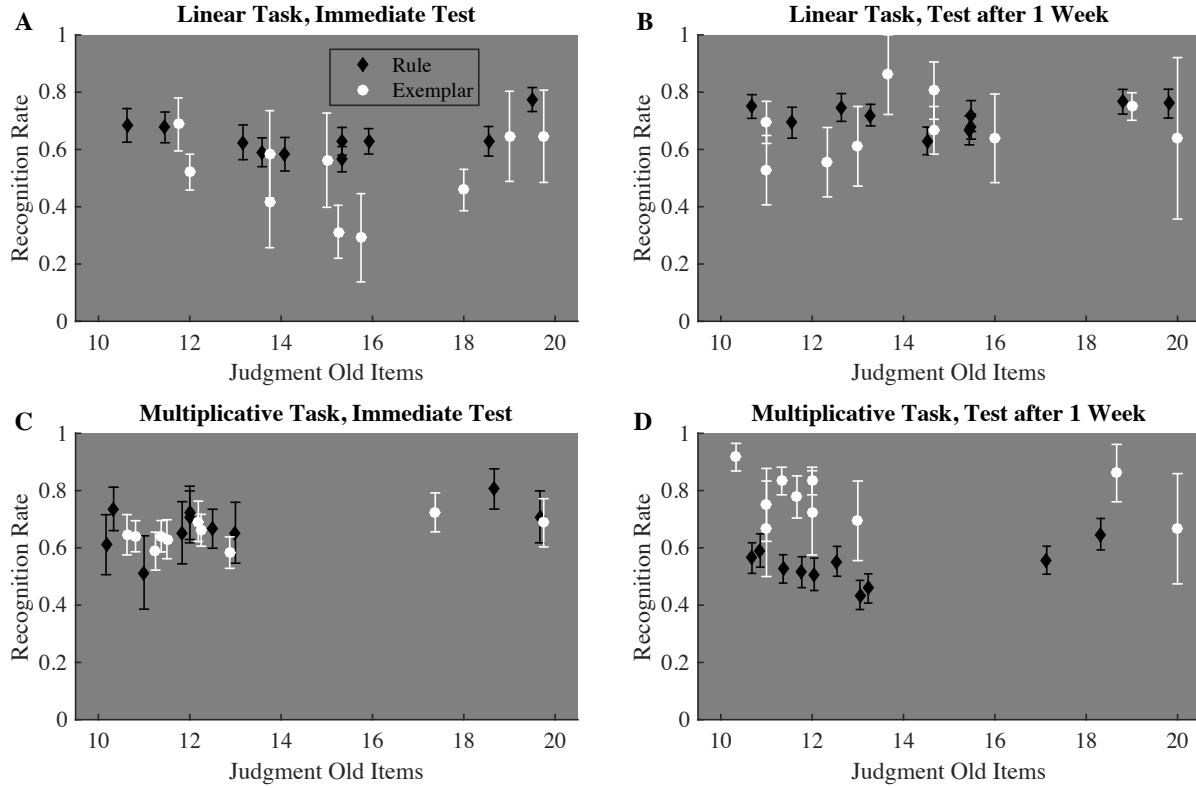 A
Linear Task, Immediate Test
Recognition Rate
1
0.8
0.6
0.4
0.2
0
Rule
Exemplar
10 12 14 16 18 20
Judgment Old Items
B
Linear Task, Test after 1 Week
Recognition Rate
1
0.8
0.6
0.4
0.2
0
10 12 14 16 18 20
Judgment Old Items
C
Multiplicative Task, Immediate Test
Recognition Rate
1
0.8
0.6
0.4
0.2
0
10 12 14 16 18 20
Judgment Old Items
D
Multiplicative Task, Test after 1 Week
Recognition Rate
1
0.8
0.6
0.4
0.2
0
10 12 14 16 18 20
Judgment Old Items